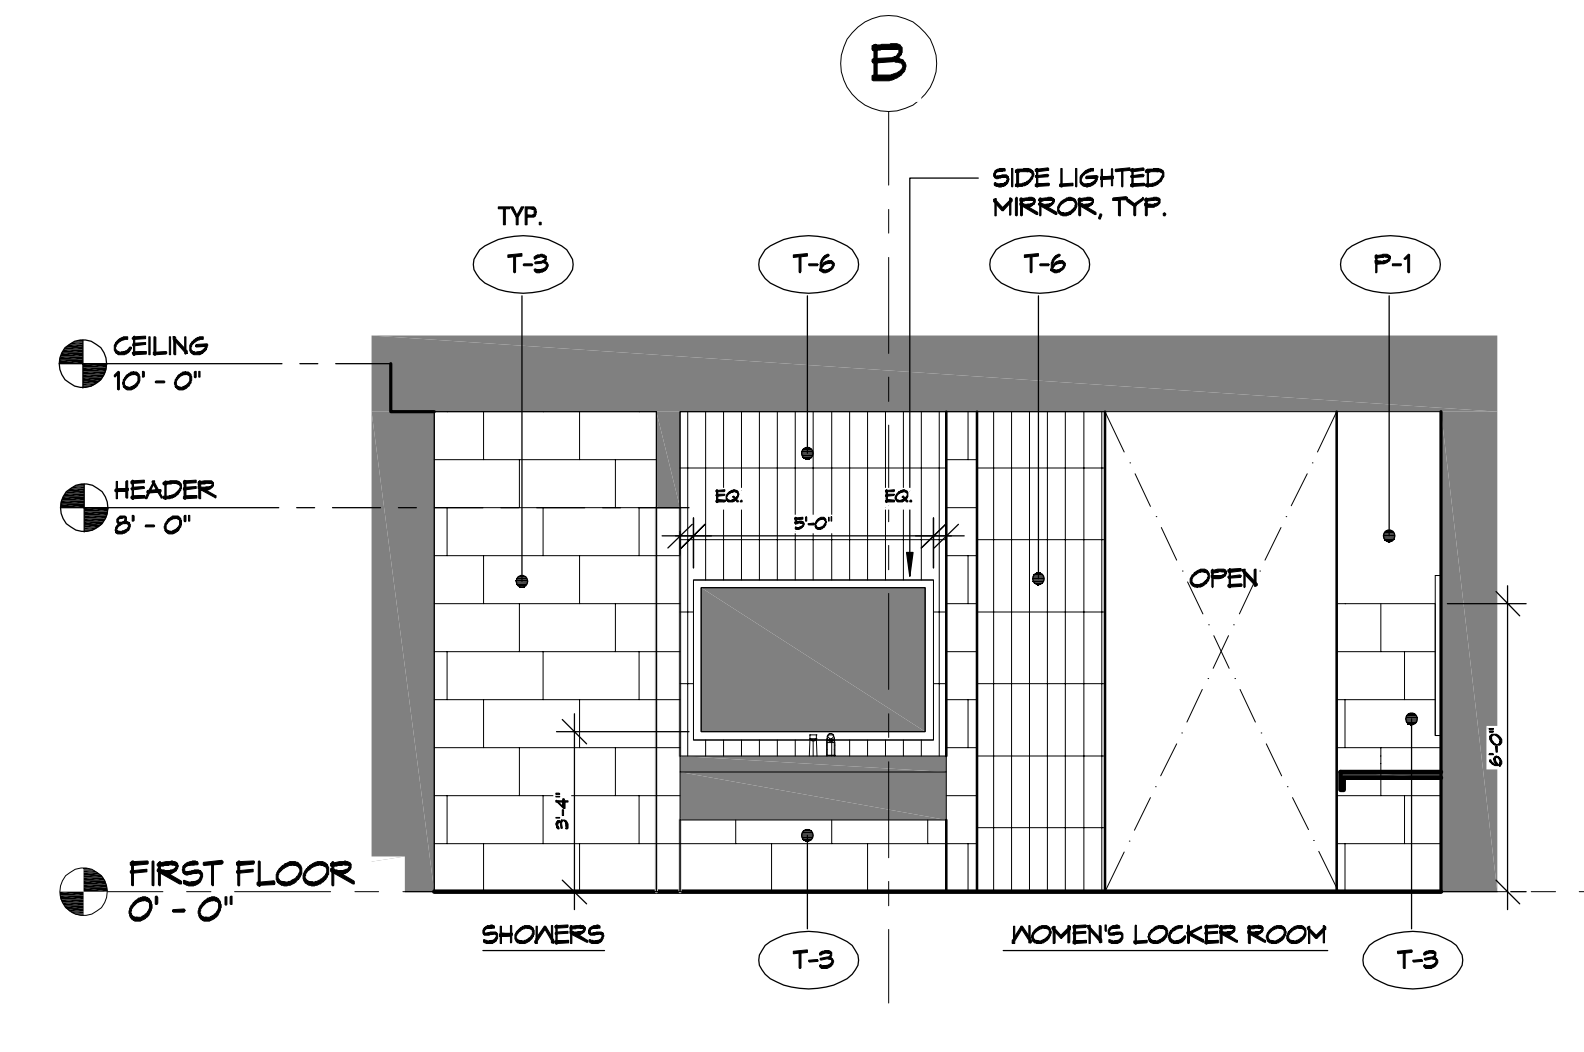 B
SIDE LIGHTED
MIRROR, TYP.
TYP.
T-3
T-6
T-6
P-1
CEILING
10' - 0"
HEADER
8' - 0"
EQ.
EQ.
5'-0"
OPEN
6'-0"
3'-4"
FIRST FLOOR
0' - 0"
SHOWERS
WOMEN'S LOCKER ROOM
T-3
T-3